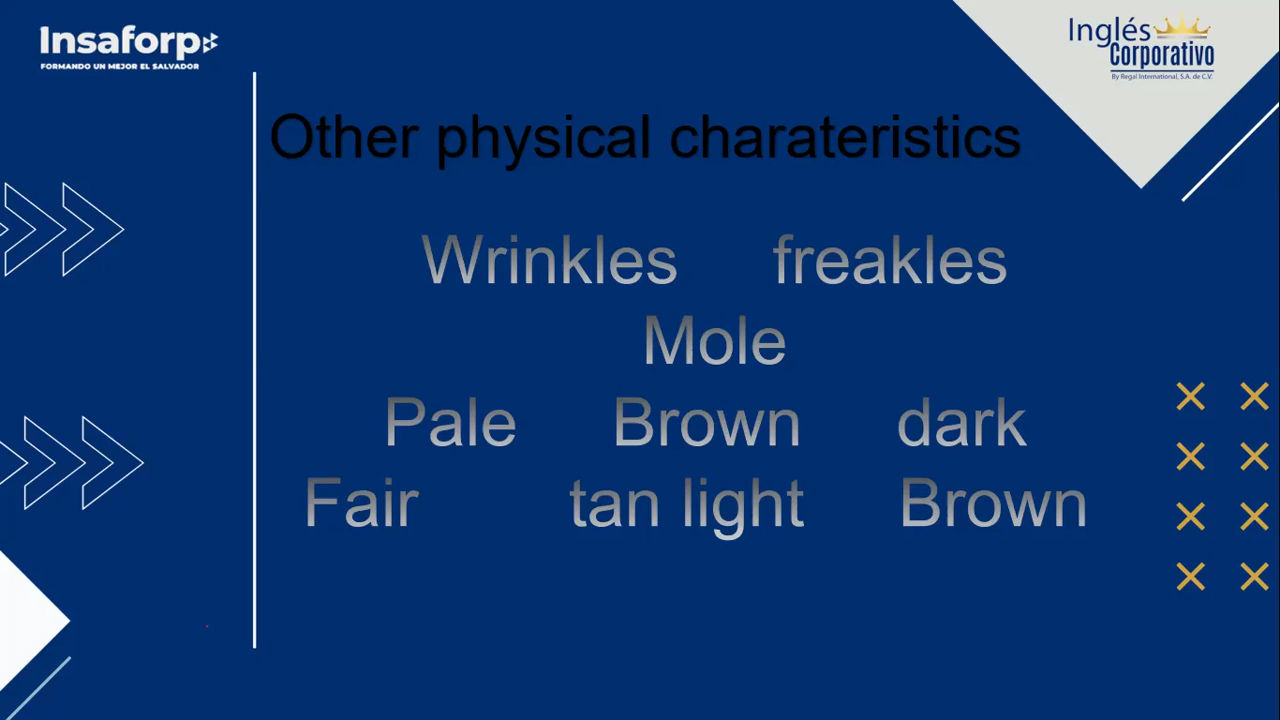 Insaforp
FORMANDO UN MEJOR EL SALVADOR
Inglés
Corporativo
By Regal International, S.A. de C.V.
Other physical charateristics
Wrinkles freakles
Mole
Pale Brown dark
Fair tan light Brown